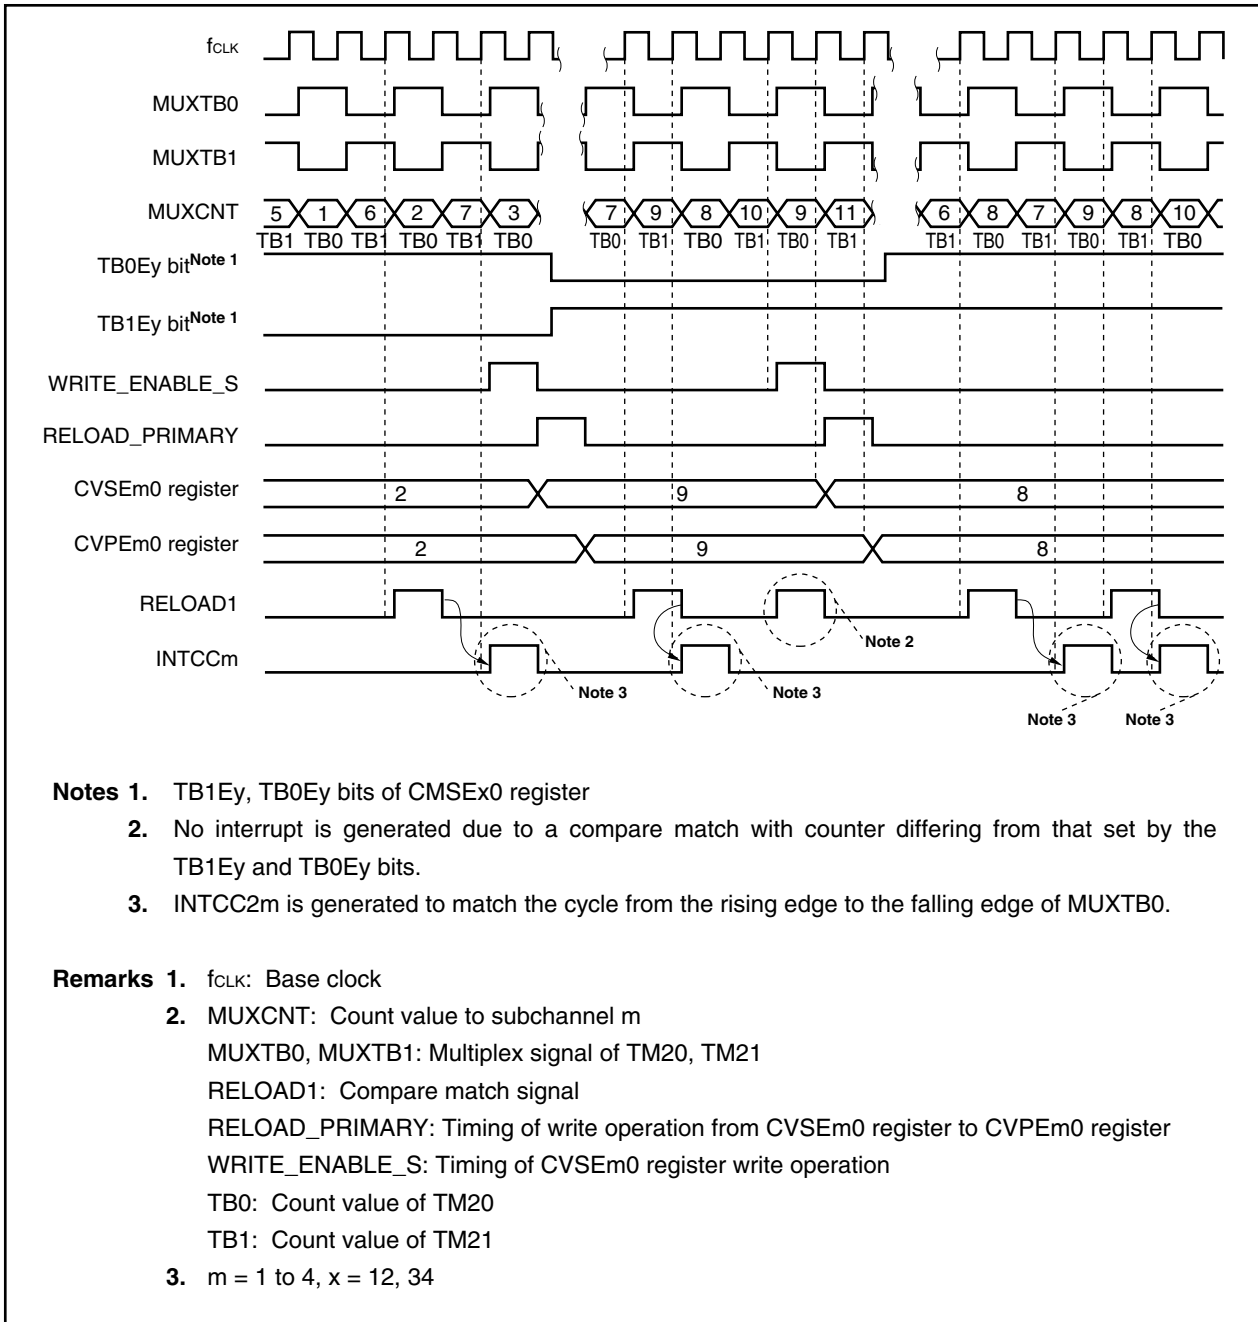 fCLK
MUXTB0
MUXTB1
MUXCNT 5 1 6 2 7 3 7 9 8 10 9 11 6 8 7 9 8 10
TB1 TB0 TB1 TB0 TB1 TB0 TB0 TB1 TB0 TB1 TB0 TB1 TB1 TB0 TB1 TB0 TB1 TB0
TB0Ey bit Note 1
TB1Ey bit Note 1
WRITE_ENABLE_S
RELOAD_PRIMARY
CVSEm0 register 2 9 8
CVPEm0 register 2 9 8
RELOAD1
Note 2
INTCCm
Note 3 Note 3
Note 3 Note 3
Notes 1. TB1Ey, TB0Ey bits of CMSEx0 register
2. No interrupt is generated due to a compare match with counter differing from that set by the
TB1Ey and TB0Ey bits.
3. INTCC2m is generated to match the cycle from the rising edge to the falling edge of MUXTB0.
Remarks 1. fCLK: Base clock
2. MUXCNT: Count value to subchannel m
MUXTB0, MUXTB1: Multiplex signal of TM20, TM21
RELOAD1: Compare match signal
RELOAD_PRIMARY: Timing of write operation from CVSEm0 register to CVPEm0 register
WRITE_ENABLE_S: Timing of CVSEm0 register write operation
TB0: Count value of TM20
TB1: Count value of TM21
3. m = 1 to 4, x = 12, 34